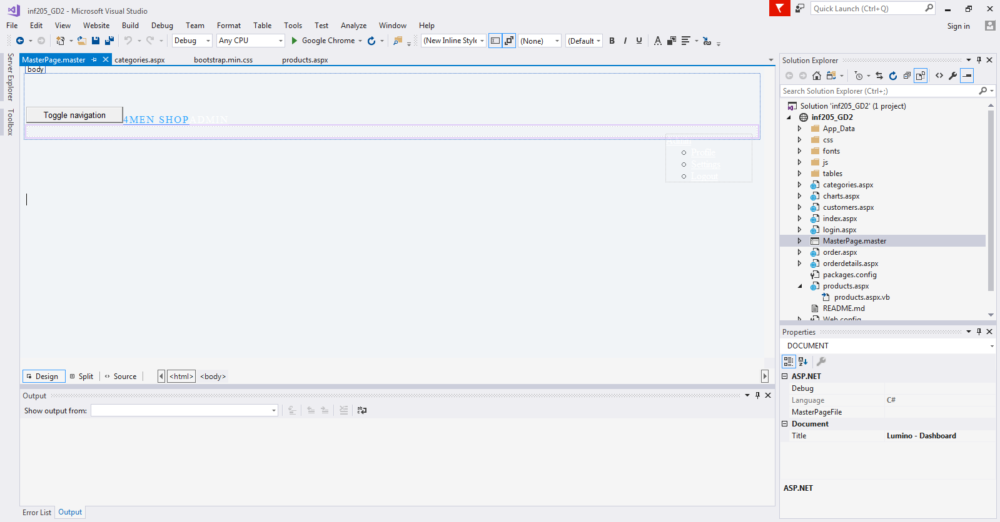 inf205_GD2 - Microsoft Visual Studio
Quick Launch (Ctrl+Q)
File Edit View Website Build Debug Team Format Table Tools Test Analyze Window Help
Sign in
Debug Any CPU Google Chrome (New Inline Style (None) (Default B I U A
Server Explorer
Toolbox
MasterPage.master categories.aspx bootstrap.min.css products.aspx
body
Toggle navigation
4MEN SHOPADMIN
Admin
Profile
Settings
Logout
Design Split Source <html> <body>
Output
Show output from:
Error List Output
Solution Explorer
Search Solution Explorer (Ctrl+;)
Solution 'inf205_GD2' (1 project)
inf205_GD2
App_Data
css
fonts
js
tables
categories.aspx
charts.aspx
customers.aspx
index.aspx
login.aspx
MasterPage.master
order.aspx
orderdetails.aspx
packages.config
products.aspx
products.aspx.vb
README.md
Web.config
Properties
DOCUMENT
ASP.NET
Debug
Language C#
MasterPageFile
Document
Title Lumino - Dashboard
ASP.NET